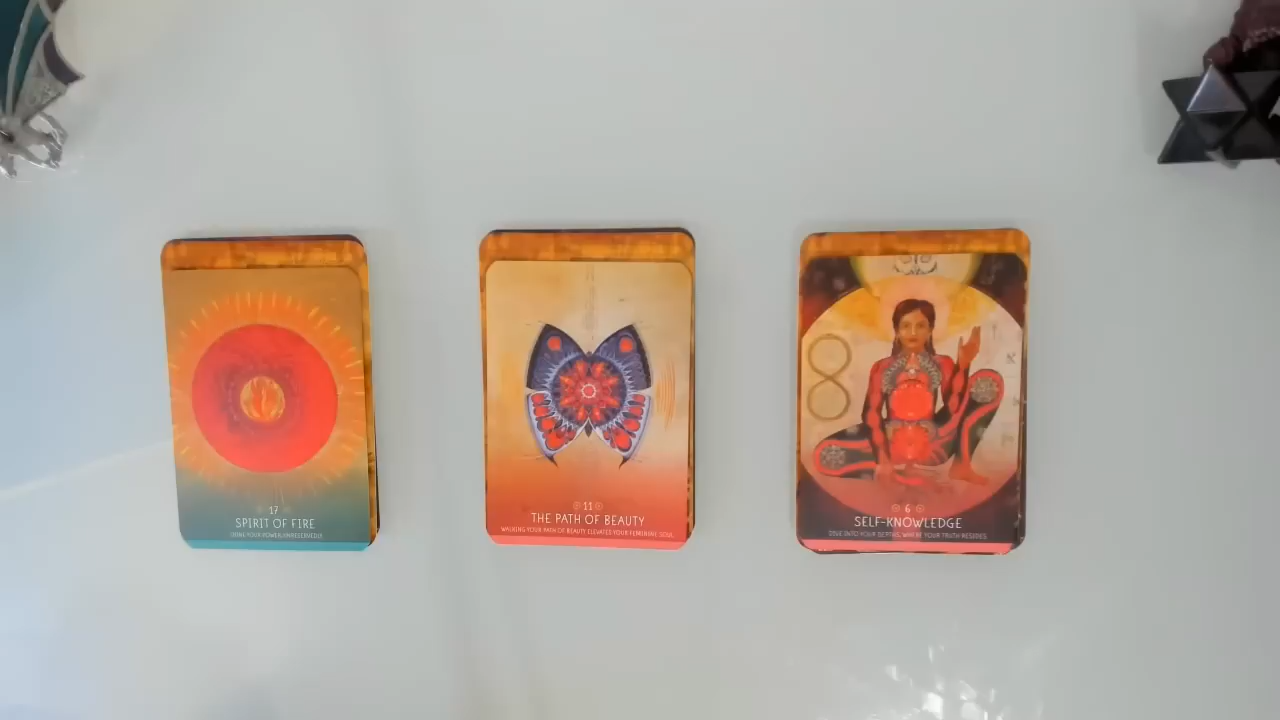 17
SPIRIT OF FIRE
11
THE PATH OF BEAUTY
WALKING YOUR PATH OF BEAUTY ELEVATES YOUR FEMININE SOUL.
6
SELF-KNOWLEDGE
DIVE INTO YOUR DEPTHS, WHERE YOUR TRUTH RESIDES.